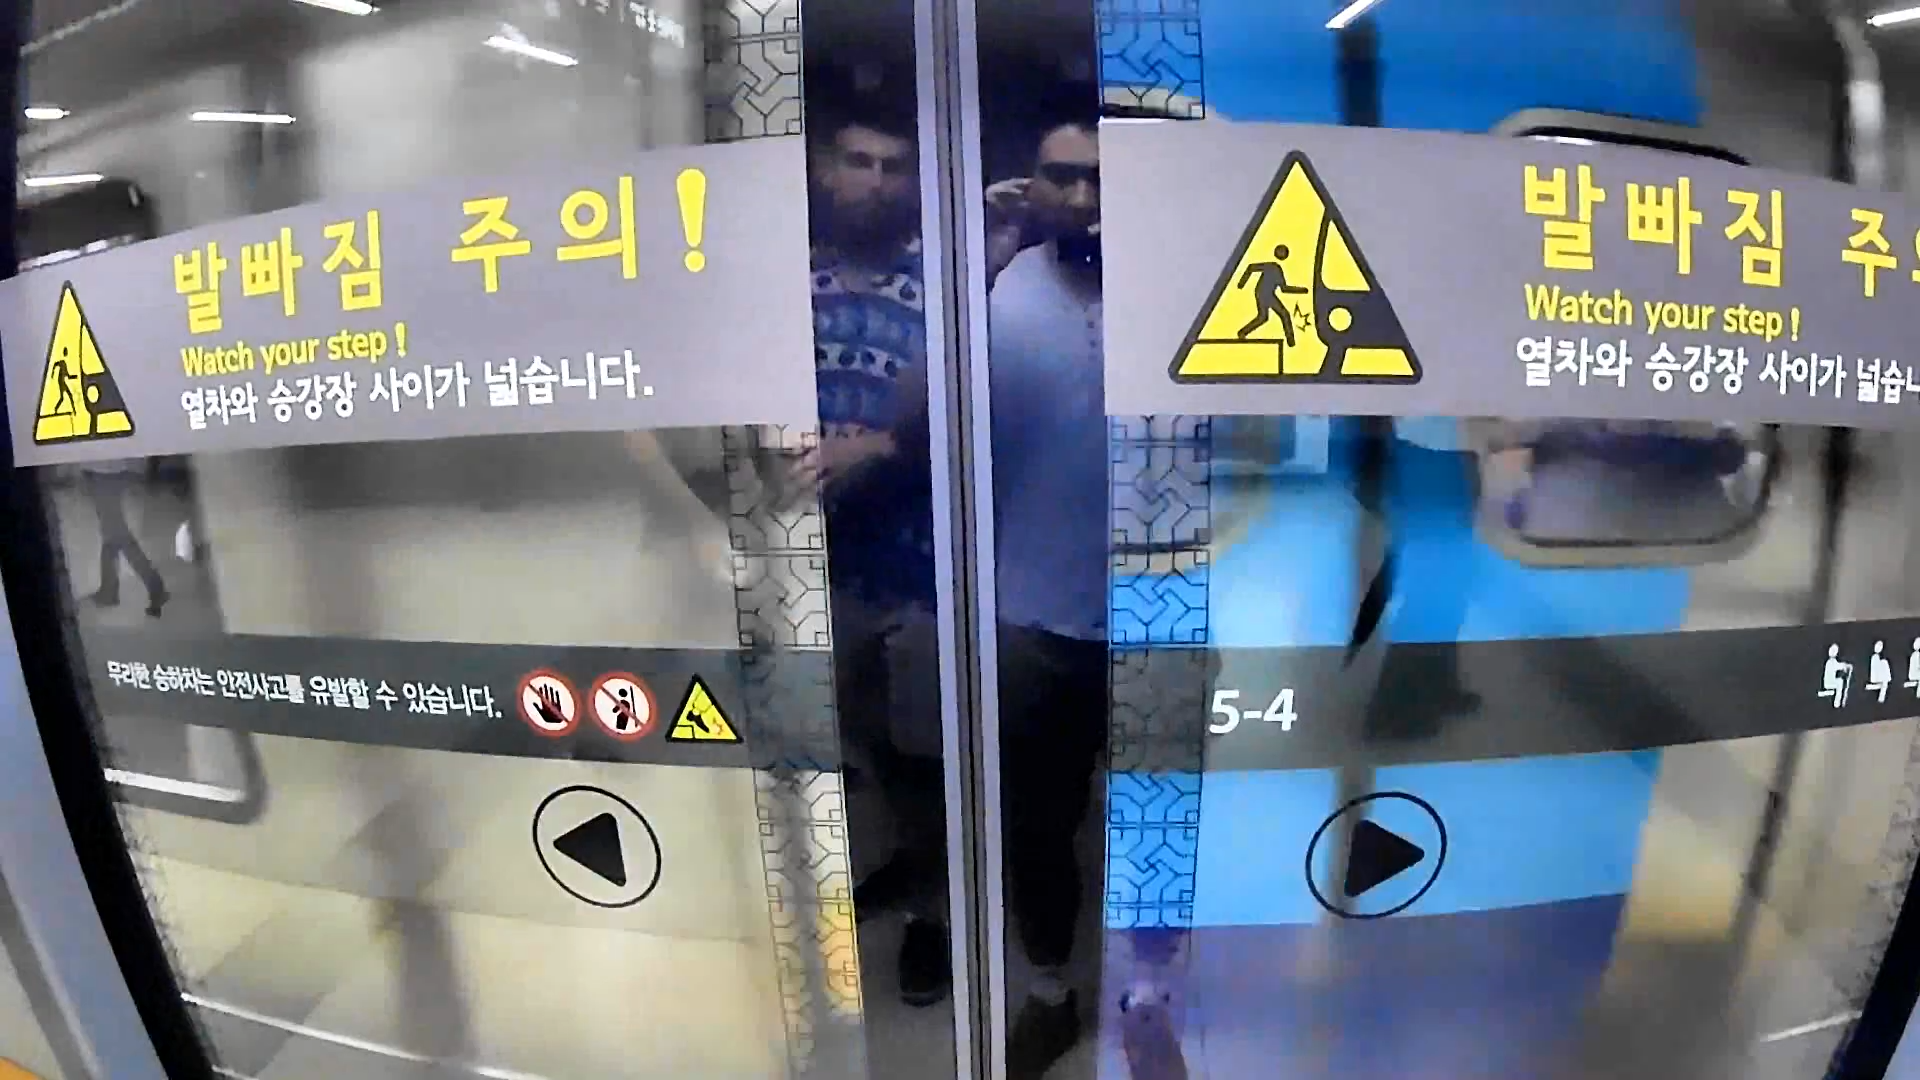 발빠짐 주의!
Watch your step!
열차와 승강장 사이가 넓습니다.
무리한 승하차는 안전사고를 유발할 수 있습니다.
발빠짐 주의
Watch your step!
열차와 승강장 사이가 넓습니
5-4